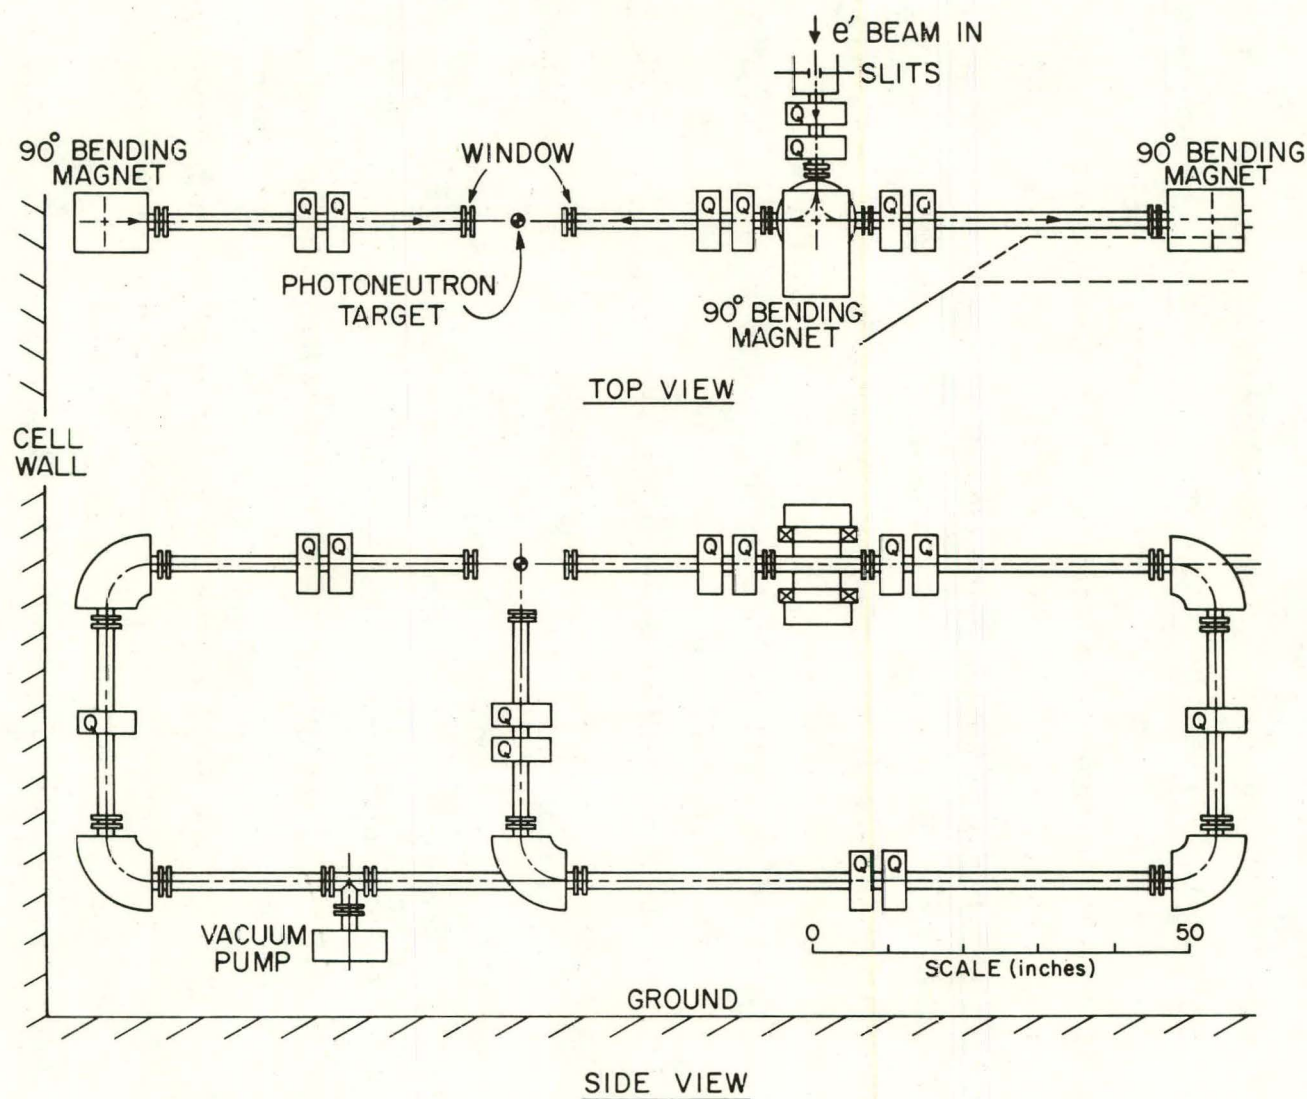 e' BEAM IN
SLITS
Q
Q
90° BENDING
MAGNET
WINDOW
90° BENDING
MAGNET
Q Q
Q Q
Q Q
PHOTONEUTRON
TARGET
90° BENDING
MAGNET
TOP VIEW
CELL
WALL
Q Q
Q Q
Q Q
Q
Q
Q
Q
Q Q
VACUUM
PUMP
0 50
SCALE (inches)
GROUND
SIDE VIEW